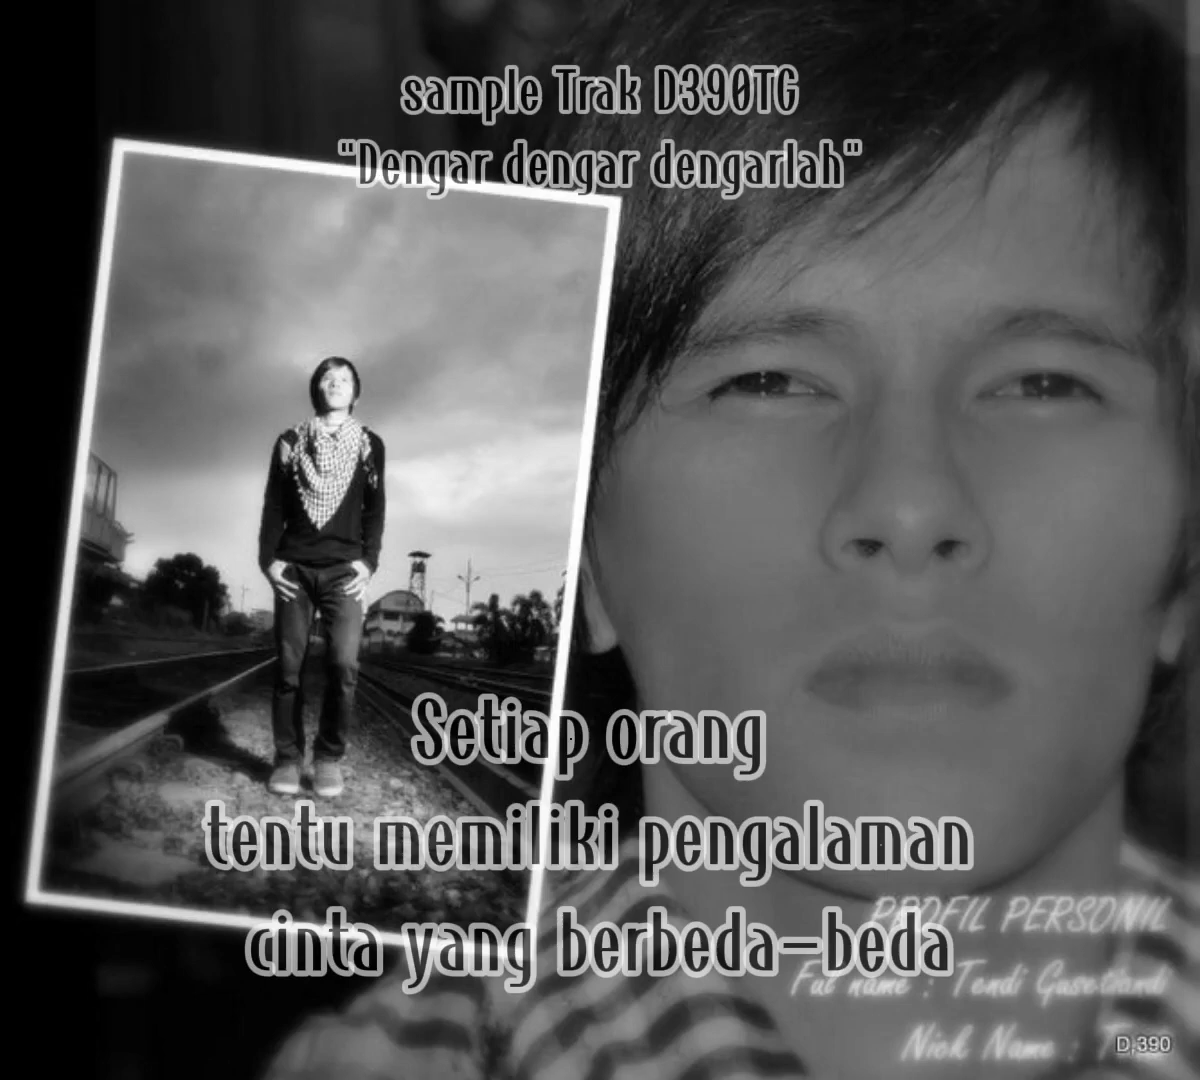 sample Trak D390TG
"Dengar dengar dengarlah"
Setiap orang
tentu memiliki pengalaman
cinta yang berbeda-beda
PROFIL PERSONIL
Ful name : Tendi
Nick Name :
D,390